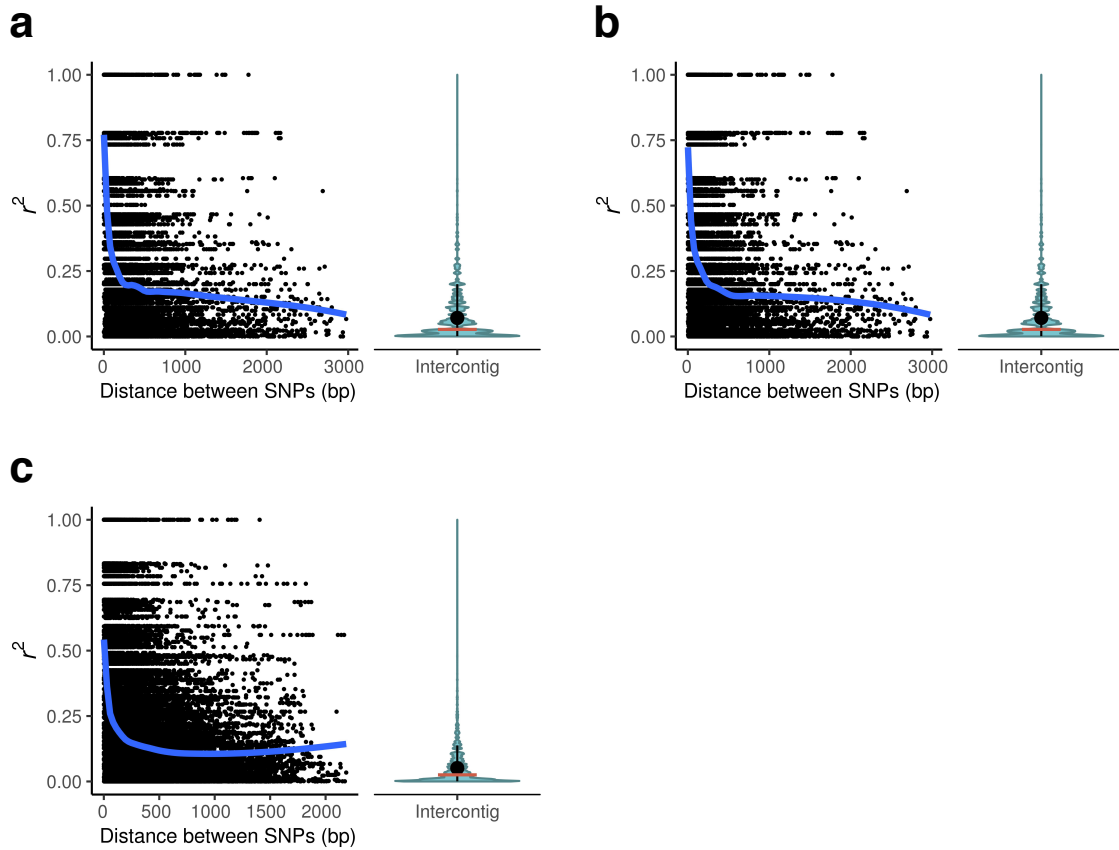 a
1.00
0.75
0.50
0.25
0.00
r²
0 1000 2000 3000
Distance between SNPs (bp)
Intercontig
b
1.00
0.75
0.50
0.25
0.00
r²
0 1000 2000 3000
Distance between SNPs (bp)
Intercontig
c
1.00
0.75
0.50
0.25
0.00
r²
0 500 1000 1500 2000
Distance between SNPs (bp)
Intercontig